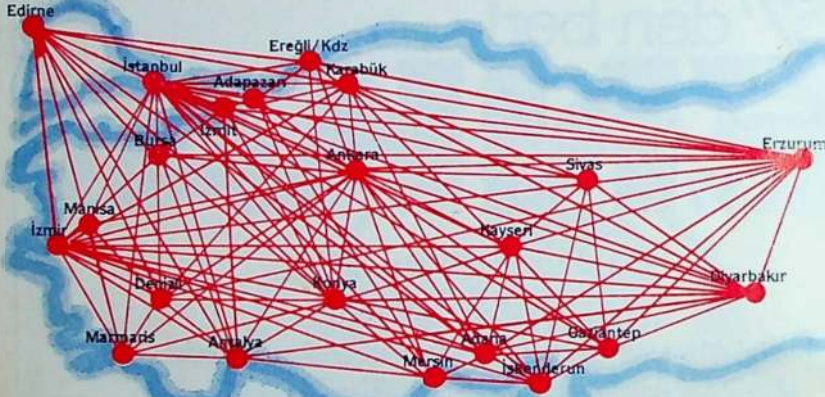 Edirne
Ereğli/Kdz
İstanbul
Adapazarı
Karabük
İzmit
Bursa
Ankara
Erzurum
Sivas
Manisa
İzmir
Kayseri
Denizli
Konya
Diyarbakır
Marmaris
Antalya
Mersin
Adana
Gaziantep
İskenderun